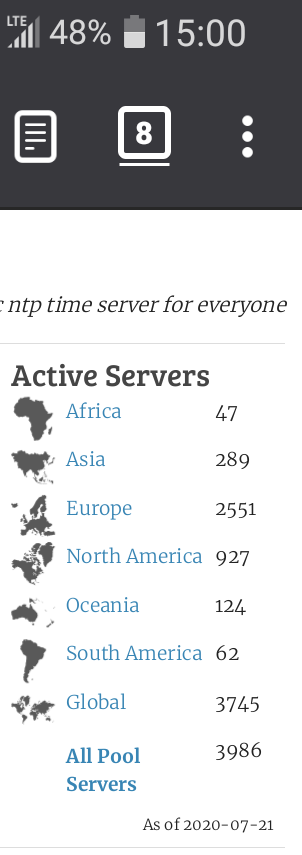 LTE 48% 15:00
8
ntp time server for everyone
Active Servers
Africa 47
Asia 289
Europe 2551
North America 927
Oceania 124
South America 62
Global 3745
All Pool 3986
Servers
As of 2020-07-21